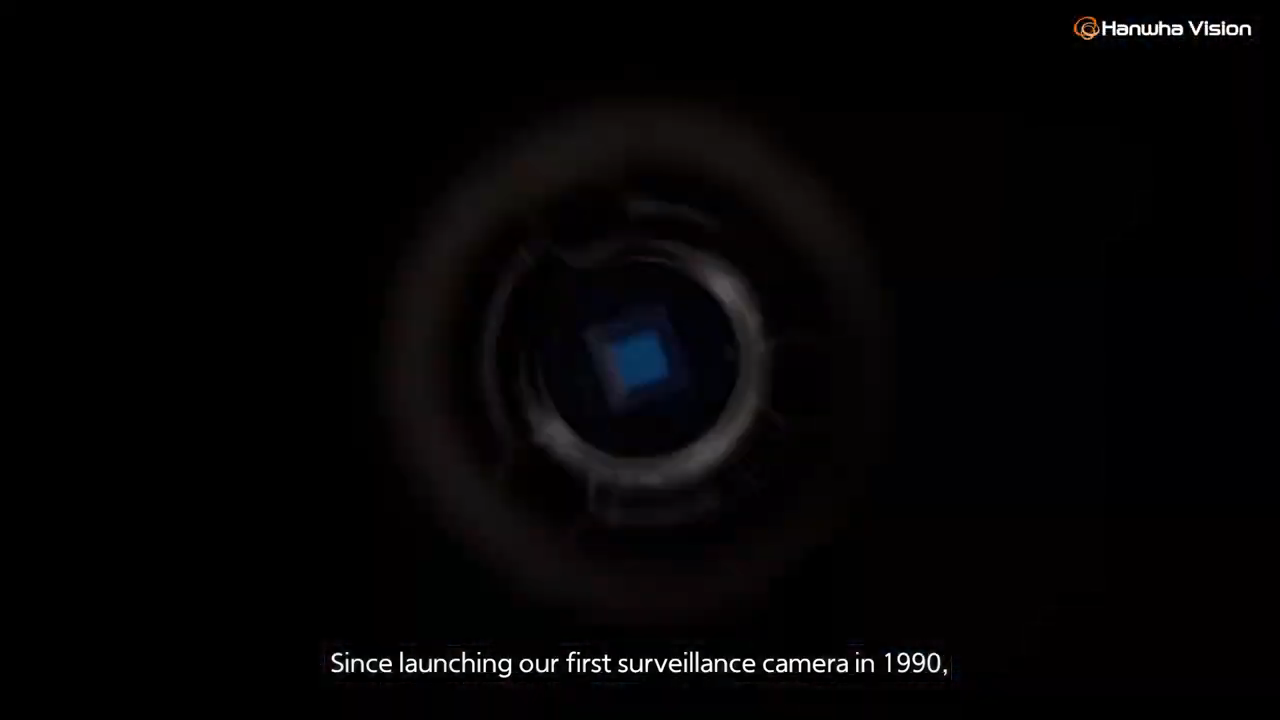 Hanwha Vision
Since launching our first surveillance camera in 1990,